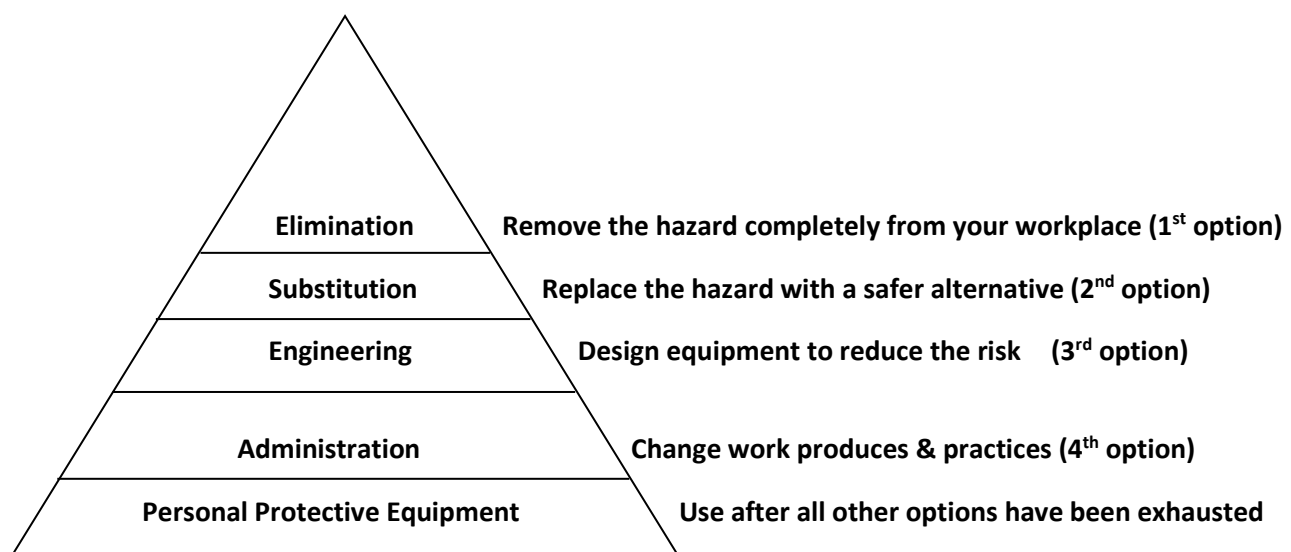 Elimination Remove the hazard completely from your workplace (1st option)
Substitution Replace the hazard with a safer alternative (2nd option)
Engineering Design equipment to reduce the risk (3rd option)
Administration Change work produces & practices (4th option)
Personal Protective Equipment Use after all other options have been exhausted